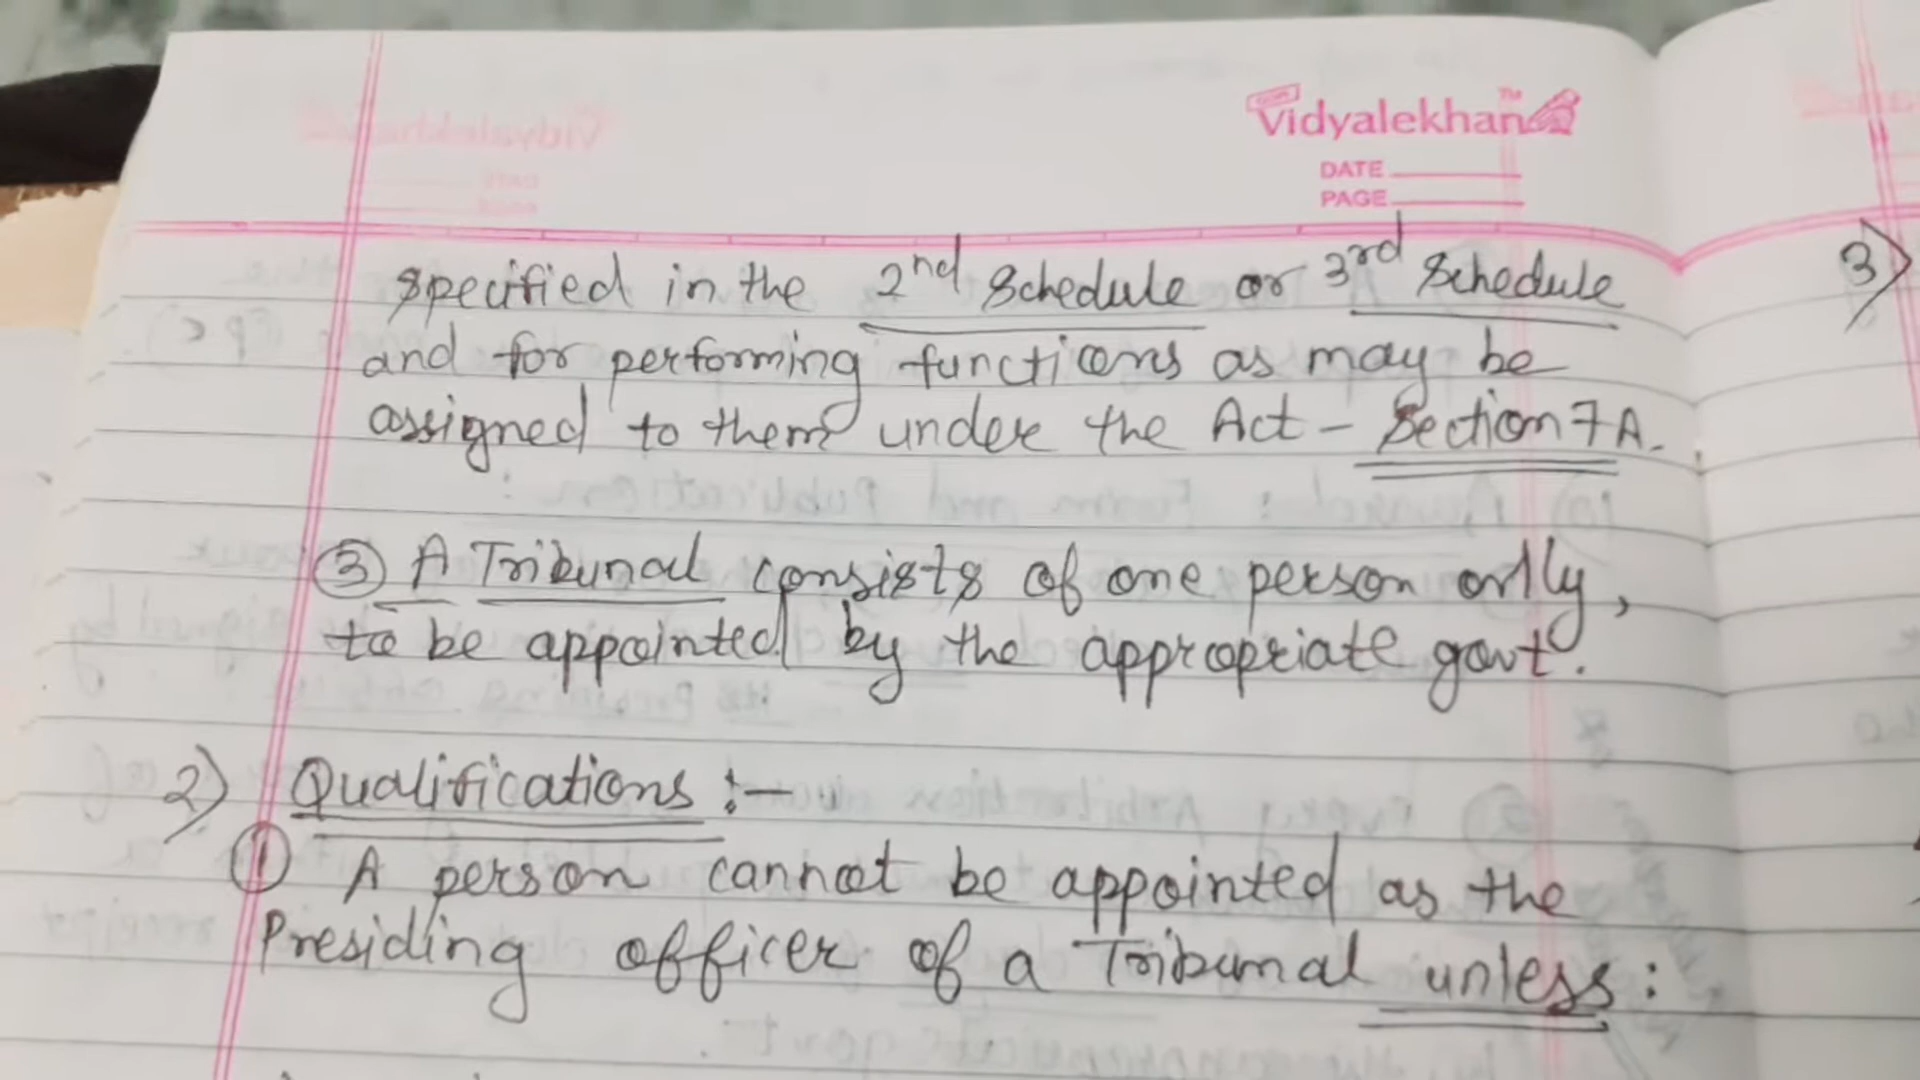 Vidyalekhan™
DATE
PAGE
specified in the 2nd Schedule or 3rd Schedule
and for performing functions as may be
assigned to them under the Act - Section 7A.
③ A Tribunal consists of one person only,
to be appointed by the appropriate govt.
2) Qualifications :-
① A person cannot be appointed as the
Presiding officer of a Tribunal unless :
3)